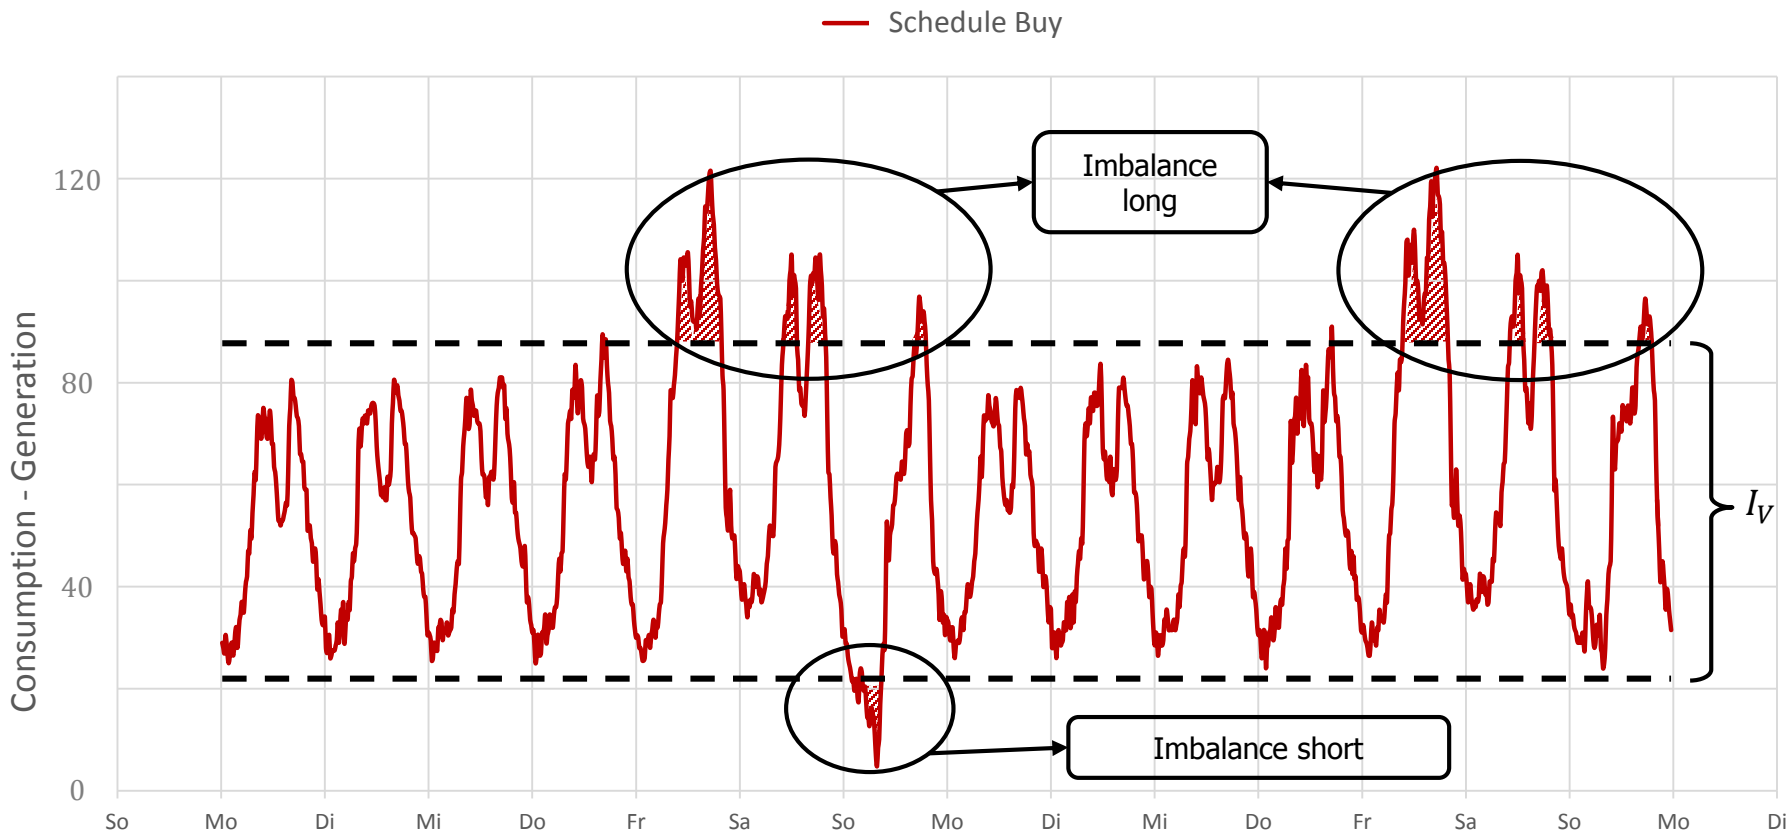 Schedule Buy
Consumption - Generation
120
80
40
0
Imbalance
long
I_V
Imbalance short
So Mo Di Mi Do Fr Sa So Mo Di Mi Do Fr Sa So Mo Di